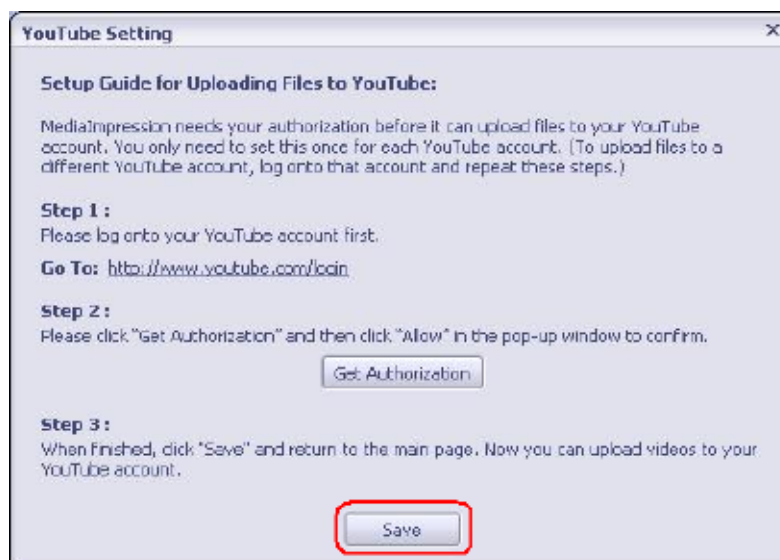 YouTube Setting
Setup Guide for Uploading Files to YouTube:
MediaImpression needs your authorization before it can upload files to your YouTube
account. You only need to set this once for each YouTube account. (To upload files to a
different YouTube account, log onto that account and repeat these steps.)
Step 1 :
Please log onto your YouTube account first.
Go To: http://www.youtube.com/login
Step 2 :
Please click "Get Authorization" and then click "Allow" in the pop-up window to confirm.
Get Authorization
Step 3 :
When finished, click "Save" and return to the main page. Now you can upload videos to your
YouTube account.
Save